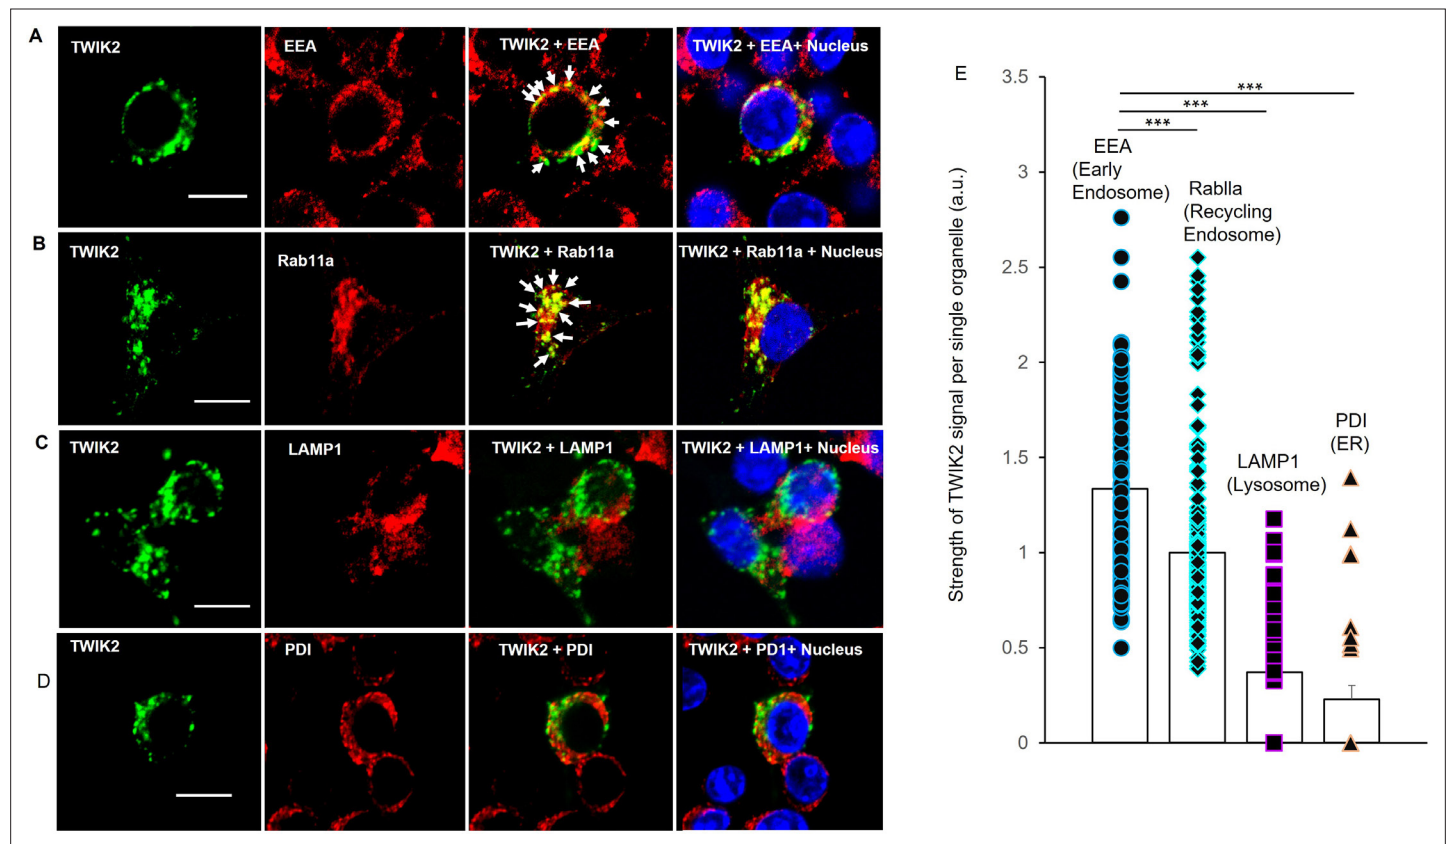 A
TWIK2
EEA
TWIK2 + EEA
TWIK2 + EEA+ Nucleus
B
TWIK2
Rab11a
TWIK2 + Rab11a
TWIK2 + Rab11a + Nucleus
C
TWIK2
LAMP1
TWIK2 + LAMP1
TWIK2 + LAMP1+ Nucleus
D
TWIK2
PDI
TWIK2 + PDI
TWIK2 + PD1+ Nucleus
E
Strength of TWIK2 signal per single organelle (a.u.)
3.5
3
2.5
2
1.5
1
0.5
0
***
***
***
EEA
(Early
Endosome)
Rablla
(Recycling
Endosome)
LAMP1
(Lysosome)
PDI
(ER)